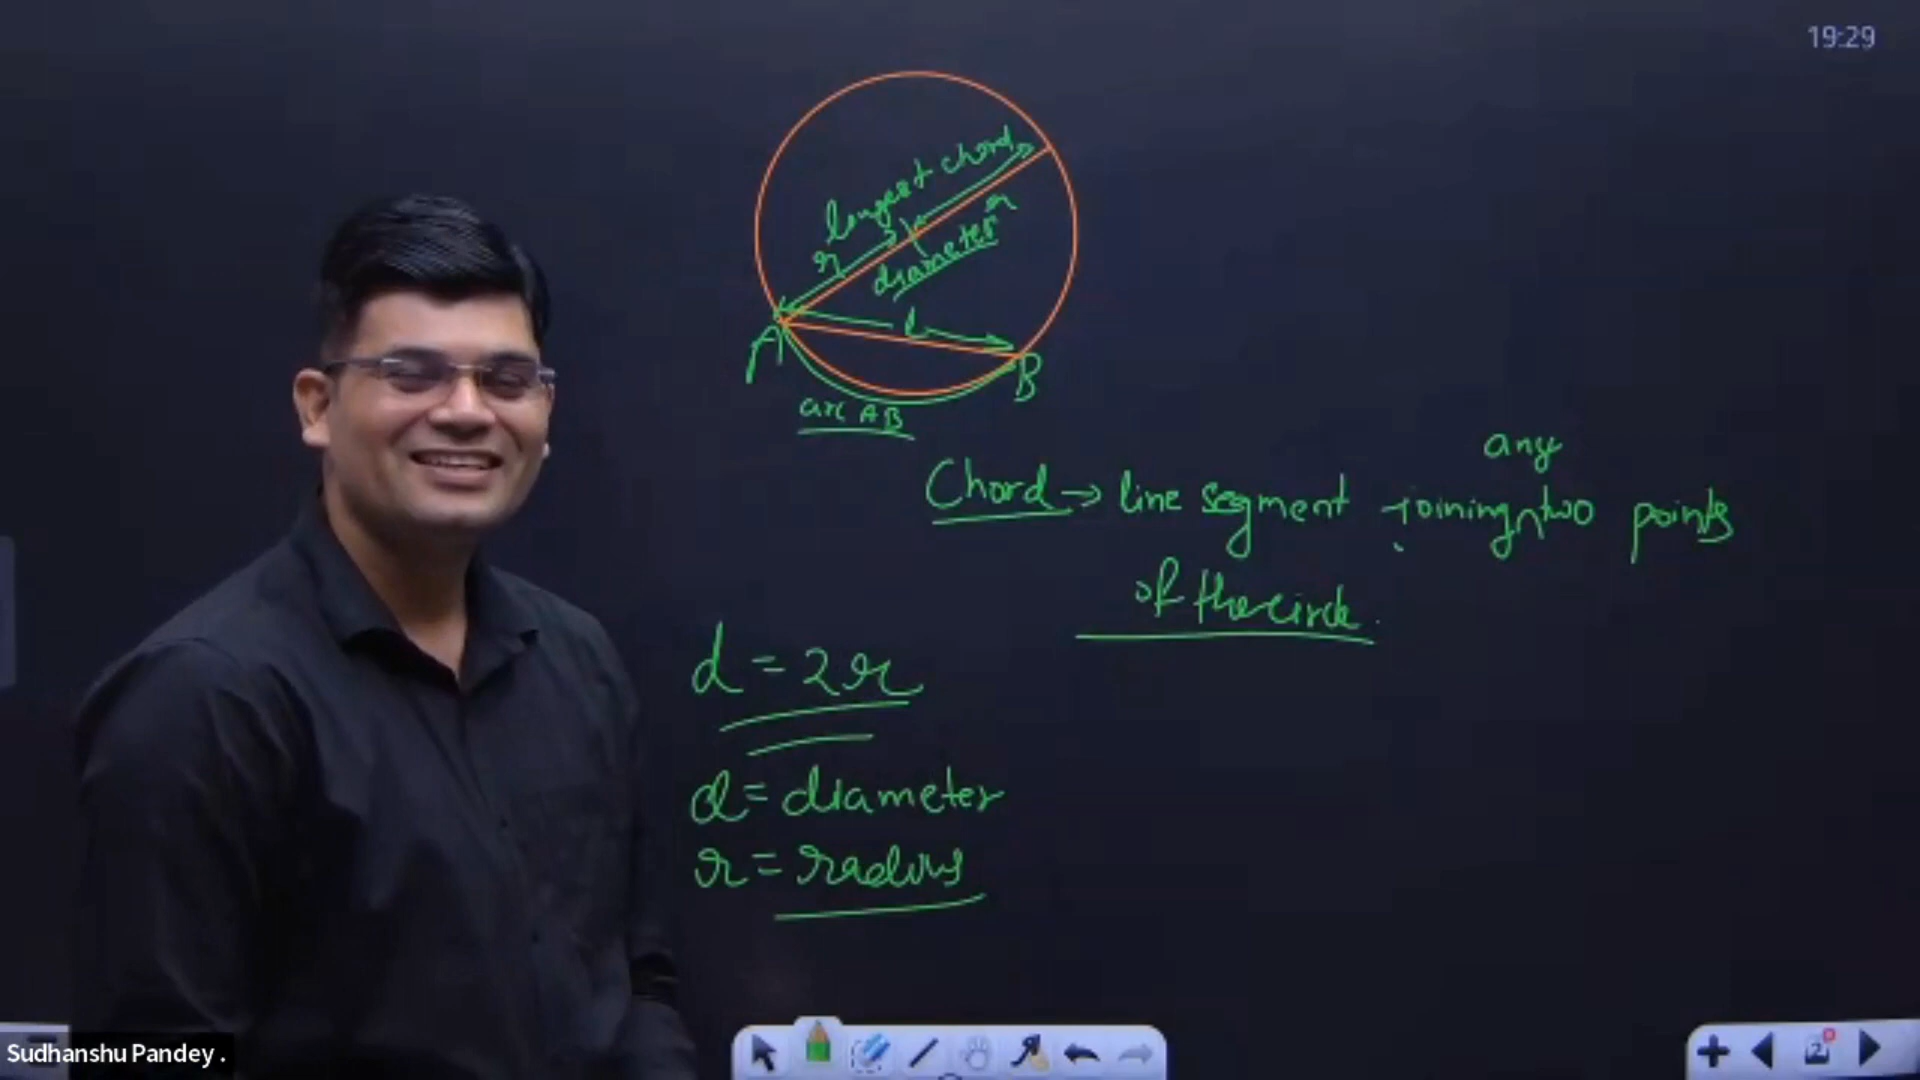 19:29
longest chord
r
r
diameter
l
A
B
arc AB
any
Chord → line segment joining two points
of the circle.
d = 2r
d = diameter
r = radius
2
Sudhanshu Pandey .